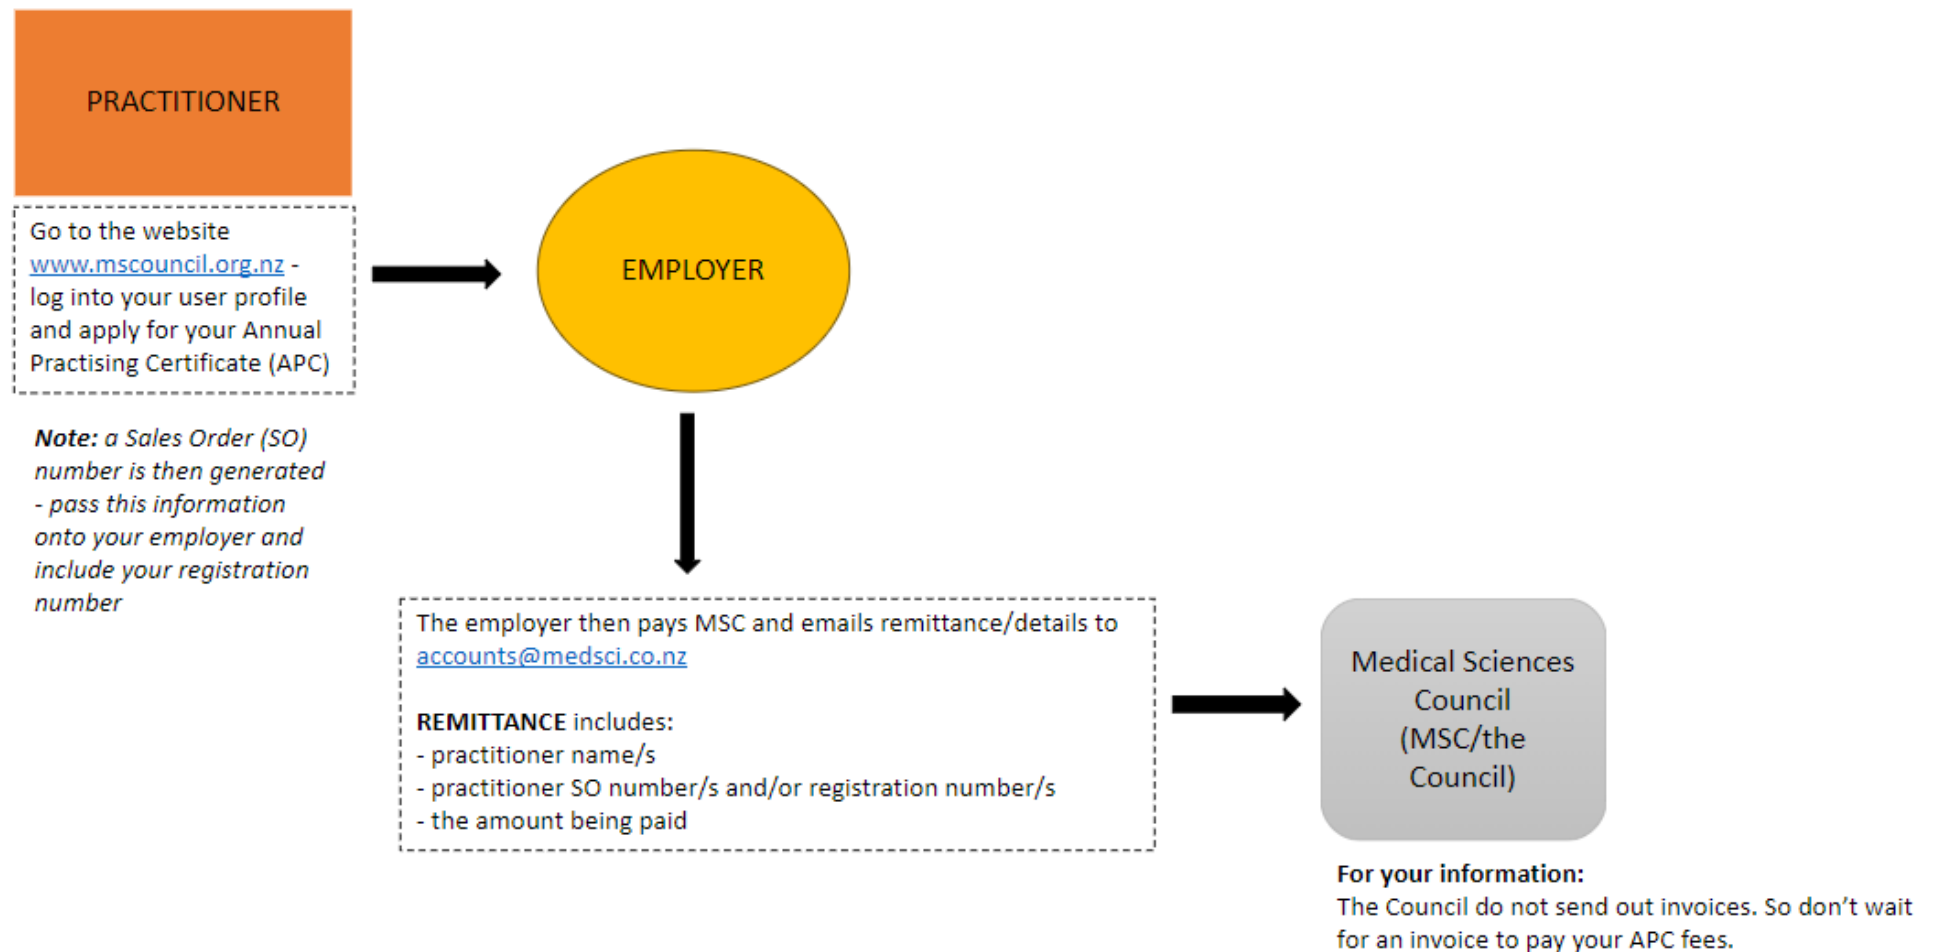 PRACTITIONER
Go to the website
www.mscouncil.org.nz -
log into your user profile
and apply for your Annual
Practising Certificate (APC)
Note: a Sales Order (SO)
number is then generated
- pass this information
onto your employer and
include your registration
number
EMPLOYER
The employer then pays MSC and emails remittance/details to
accounts@medsci.co.nz
REMITTANCE includes:
- practitioner name/s
- practitioner SO number/s and/or registration number/s
- the amount being paid
Medical Sciences
Council
(MSC/the
Council)
For your information:
The Council do not send out invoices. So don’t wait
for an invoice to pay your APC fees.